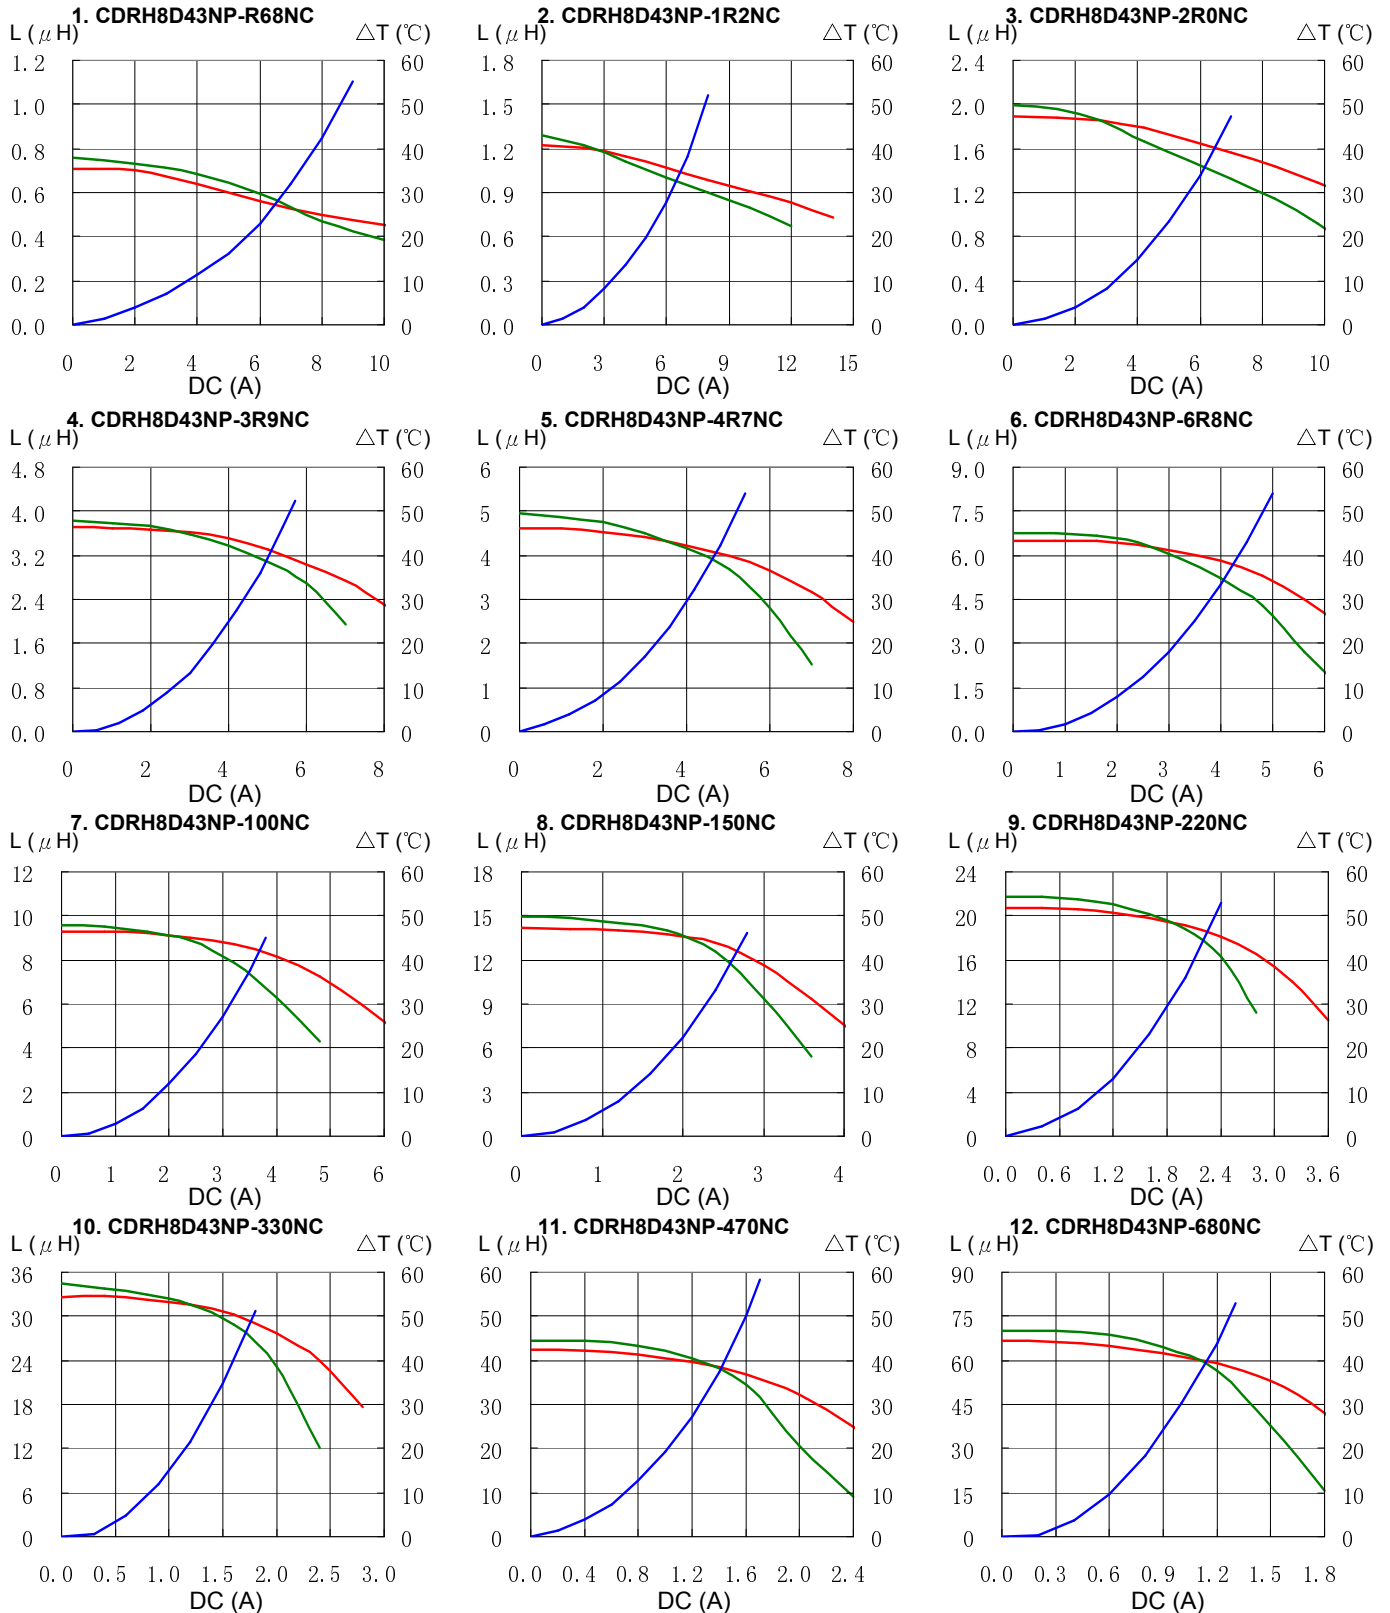 1. CDRH8D43NP-R68NC
L (μH) △T (℃)
1.2 60
1.0 50
0.8 40
0.6 30
0.4 20
0.2 10
0.0 0
0 2 4 6 8 10
DC (A)
2. CDRH8D43NP-1R2NC
L (μH) △T (℃)
1.8 60
1.5 50
1.2 40
0.9 30
0.6 20
0.3 10
0.0 0
0 3 6 9 12 15
DC (A)
3. CDRH8D43NP-2R0NC
L (μH) △T (℃)
2.4 60
2.0 50
1.6 40
1.2 30
0.8 20
0.4 10
0.0 0
0 2 4 6 8 10
DC (A)
4. CDRH8D43NP-3R9NC
L (μH) △T (℃)
4.8 60
4.0 50
3.2 40
2.4 30
1.6 20
0.8 10
0.0 0
0 2 4 6 8
DC (A)
5. CDRH8D43NP-4R7NC
L (μH) △T (℃)
6 60
5 50
4 40
3 30
2 20
1 10
0 0
0 2 4 6 8
DC (A)
6. CDRH8D43NP-6R8NC
L (μH) △T (℃)
9.0 60
7.5 50
6.0 40
4.5 30
3.0 20
1.5 10
0.0 0
0 1 2 3 4 5 6
DC (A)
7. CDRH8D43NP-100NC
L (μH) △T (℃)
12 60
10 50
8 40
6 30
4 20
2 10
0 0
0 1 2 3 4 5 6
DC (A)
8. CDRH8D43NP-150NC
L (μH) △T (℃)
18 60
15 50
12 40
9 30
6 20
3 10
0 0
0 1 2 3 4
DC (A)
9. CDRH8D43NP-220NC
L (μH) △T (℃)
24 60
20 50
16 40
12 30
8 20
4 10
0 0
0.0 0.6 1.2 1.8 2.4 3.0 3.6
DC (A)
10. CDRH8D43NP-330NC
L (μH) △T (℃)
36 60
30 50
24 40
18 30
12 20
6 10
0 0
0.0 0.5 1.0 1.5 2.0 2.5 3.0
DC (A)
11. CDRH8D43NP-470NC
L (μH) △T (℃)
60 60
50 50
40 40
30 30
20 20
10 10
0 0
0.0 0.4 0.8 1.2 1.6 2.0 2.4
DC (A)
12. CDRH8D43NP-680NC
L (μH) △T (℃)
90 60
75 50
60 40
45 30
30 20
15 10
0 0
0.0 0.3 0.6 0.9 1.2 1.5 1.8
DC (A)